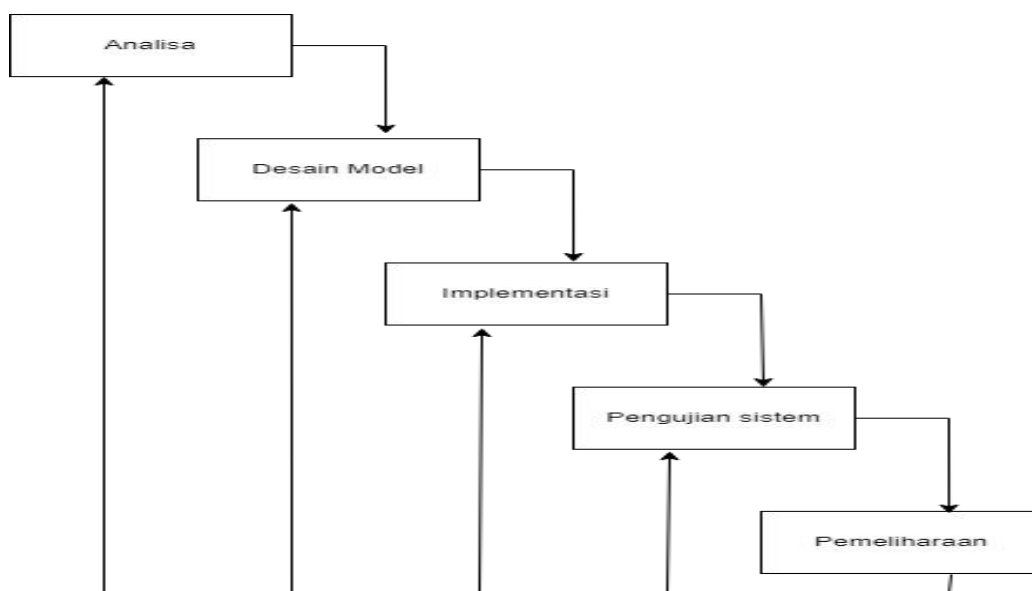 Analisa
Desain Model
Implementasi
Pengujian sistem
Pemeliharaan